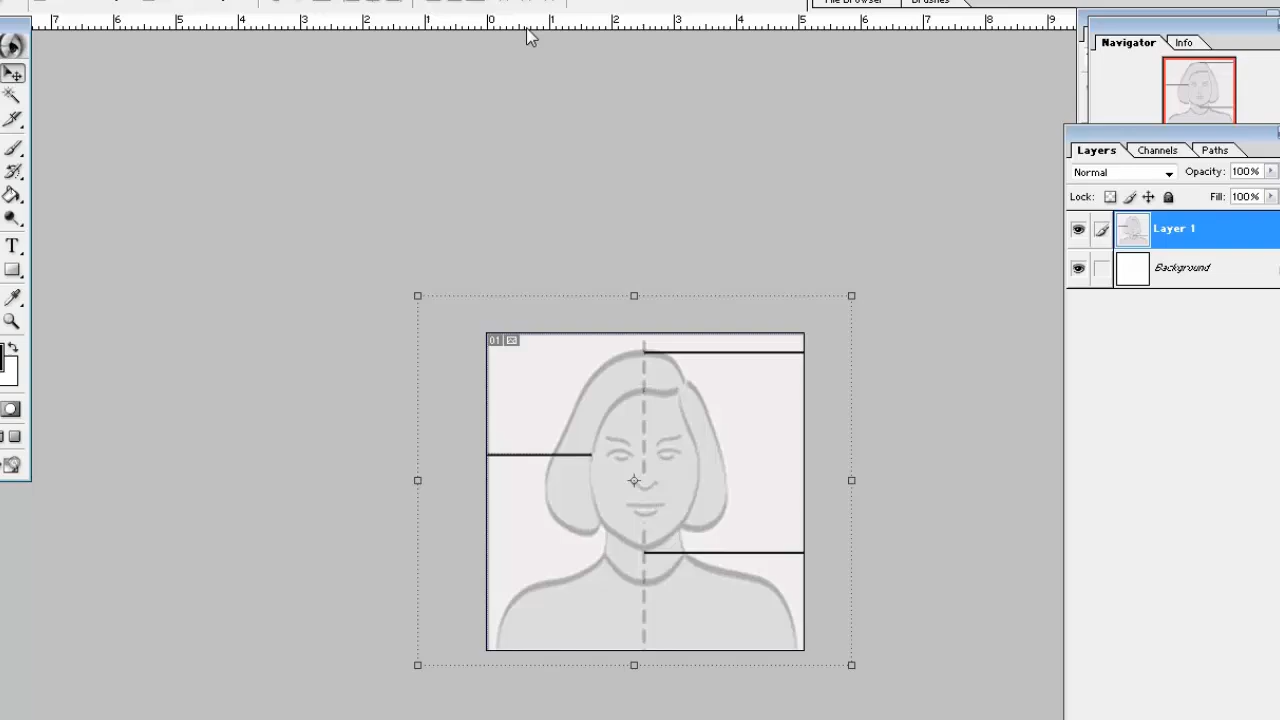 File Browser Brushes
7 6 5 4 3 2 1 0 1 2 3 4 5 6 7 8 9
Navigator Info
Layers Channels Paths
Normal Opacity: 100%
Lock: Fill: 100%
Layer 1
Background
01
T